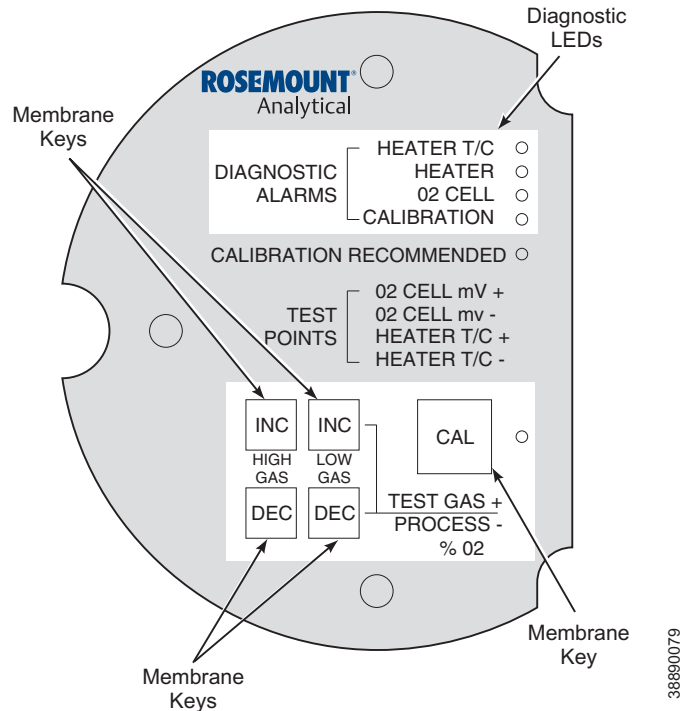 Diagnostic
LEDs
ROSEMOUNT®
Analytical
Membrane
Keys
HEATER T/C
HEATER
02 CELL
CALIBRATION
DIAGNOSTIC
ALARMS
CALIBRATION RECOMMENDED
TEST
POINTS
02 CELL mV +
02 CELL mv -
HEATER T/C +
HEATER T/C -
INC
INC
CAL
HIGH
GAS
LOW
GAS
DEC
DEC
TEST GAS +
PROCESS -
% 02
Membrane
Key
Membrane
Keys
38890079